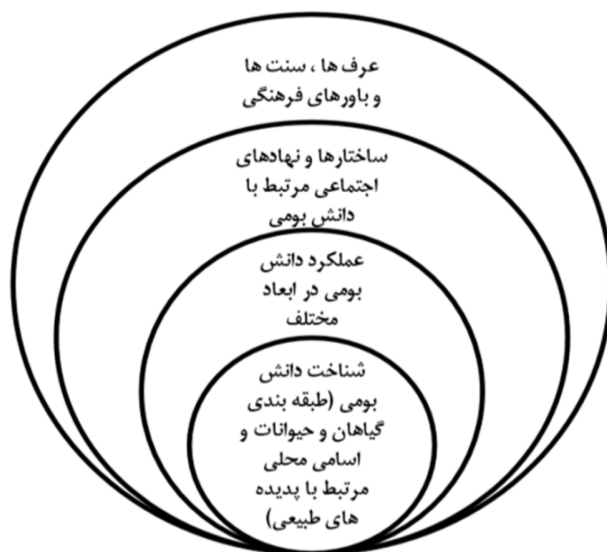 عرف ها ، سنت ها
و باورهای فرهنگی
ساختارها و نهادهای
اجتماعی مرتبط با
دانش بومی
عملکرد دانش
بومی در ابعاد
مختلف
شناخت دانش
بومی (طبقه بندی
گیاهان و حیوانات و
اسامی محلی
مرتبط با پدیده
های طبیعی)